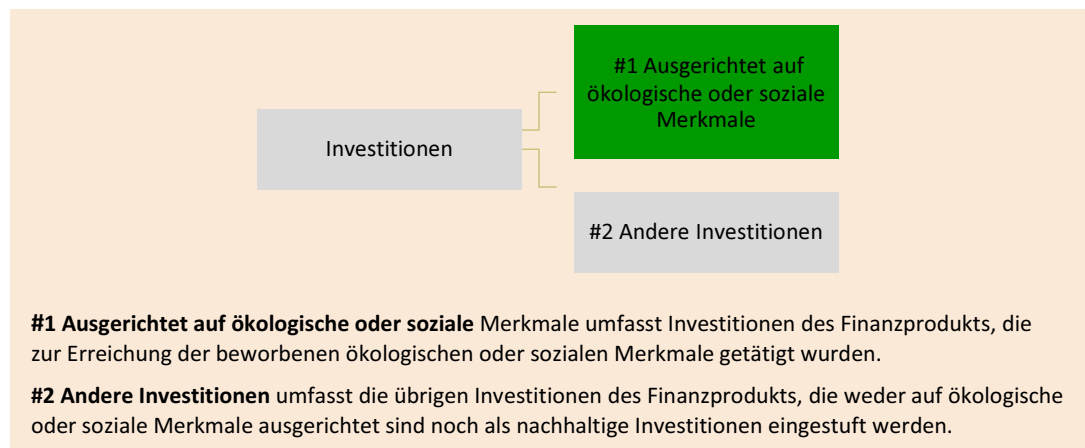 #1 Ausgerichtet auf
ökologische oder soziale
Merkmale
Investitionen
#2 Andere Investitionen
#1 Ausgerichtet auf ökologische oder soziale Merkmale umfasst Investitionen des Finanzprodukts, die
zur Erreichung der beworbenen ökologischen oder sozialen Merkmale getätigt wurden.
#2 Andere Investitionen umfasst die übrigen Investitionen des Finanzprodukts, die weder auf ökologische
oder soziale Merkmale ausgerichtet sind noch als nachhaltige Investitionen eingestuft werden.